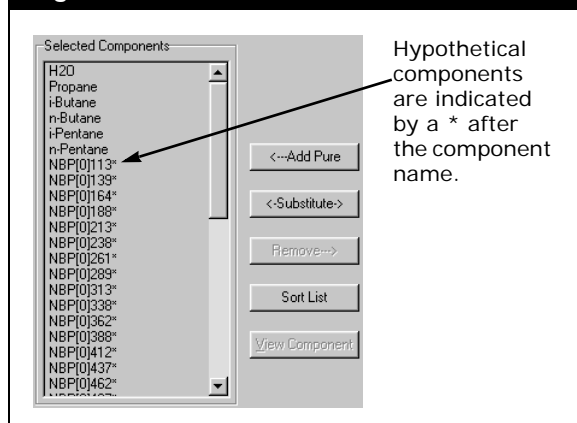 Selected Components
H2O
Propane
i-Butane
n-Butane
i-Pentane
n-Pentane
NBP[0]113*
NBP[0]139*
NBP[0]164*
NBP[0]188*
NBP[0]213*
NBP[0]238*
NBP[0]261*
NBP[0]289*
NBP[0]313*
NBP[0]338*
NBP[0]362*
NBP[0]388*
NBP[0]412*
NBP[0]437*
NBP[0]462*
<---Add Pure
<-Substitute->
Remove--->
Sort List
View Component
Hypothetical
components
are indicated
by a * after
the component
name.